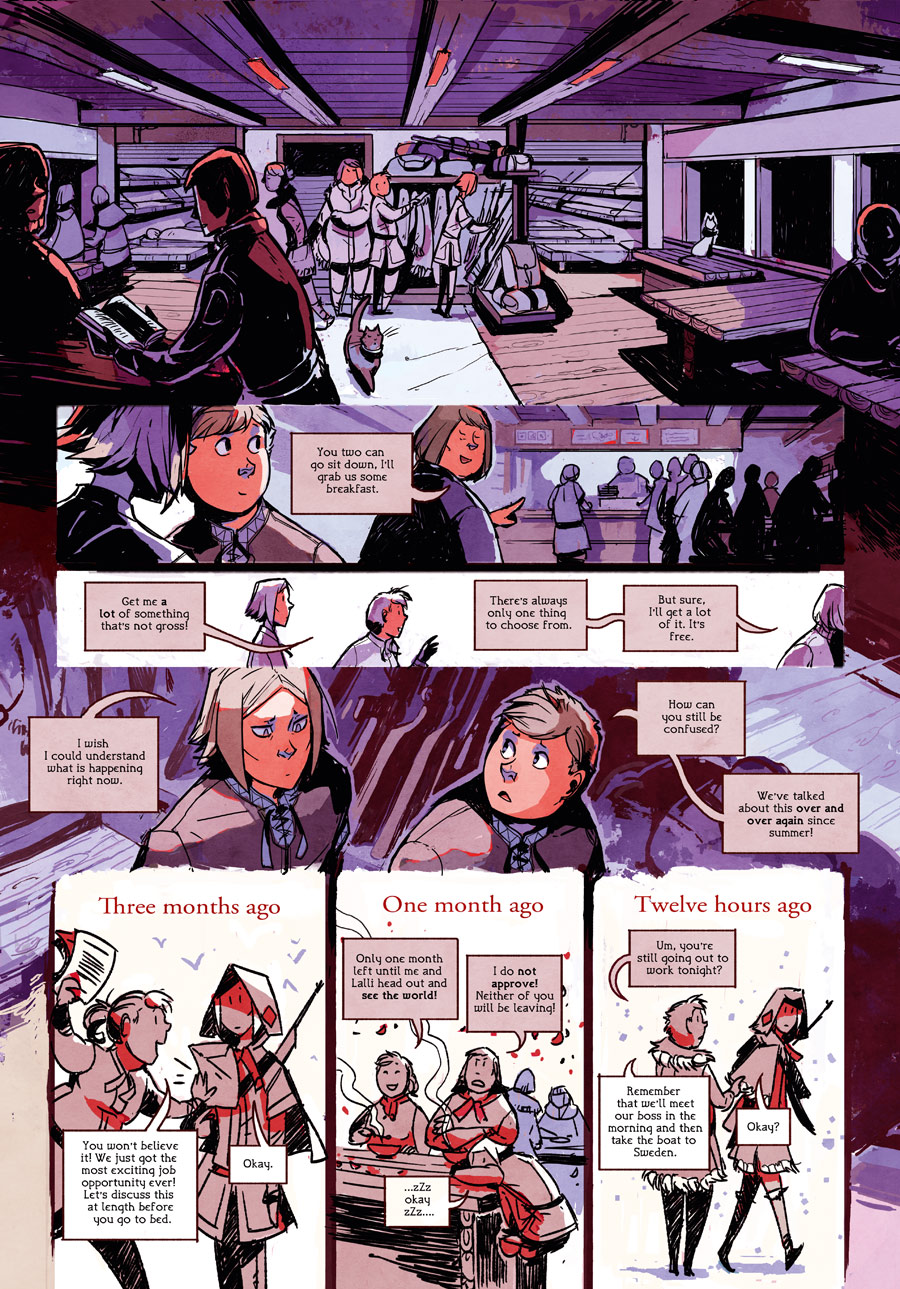 You two can
go sit down, I'll
grab us some
breakfast.
Get me a
lot of something
that's not gross!
There's always
only one thing
to choose from.
But sure,
I'll get a lot
of it. It's
free.
I wish
I could understand
what is happening
right now.
How can
you still be
confused?
We've talked
about this over and
over again since
summer!
Three months ago
You won't believe
it! We just got the
most exciting job
opportunity ever!
Let's discuss this
at length before
you go to bed.
Okay.
One month ago
Only one month
left until me and
Lalli head out and
see the world!
I do not
approve!
Neither of you
will be leaving!
...zZz
okay
zZz....
Twelve hours ago
Um, you're
still going out to
work tonight?
Remember
that we'll meet
our boss in the
morning and then
take the boat to
Sweden.
Okay?